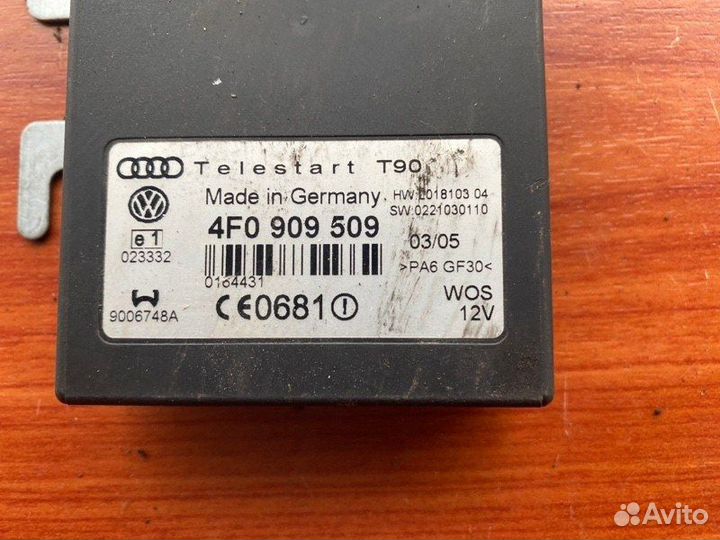 Telestart T90
Made in Germany
HW:2018103 04
SW:0221030110
4F0 909 509
e1
023332
03/05
>PA6 GF30<
0164431
9006748A
CE0681
WOS
12V
Avito